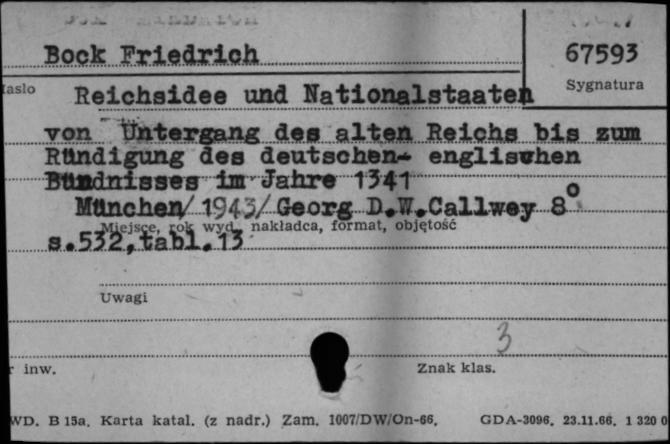 Bock Friedrich
67593
Sygnatura
Reichsidee und Nationalstaaten
von Untergang des alten Reichs bis zum
Ründigung des deutschen- englischen
Bündnisses im Jahre 1341
München/ 1943/ Georg D.W.Callwey 8°
Miejsce, rok wyd., nakładca, format, objętość
s.532,tabl.13
Uwagi
3
inw.
Znak klas.
WD. B 15a. Karta katal. (z nadr.) Zam. 1007/DW/On-66. GDA-3096. 23.11.66. 1 320 0